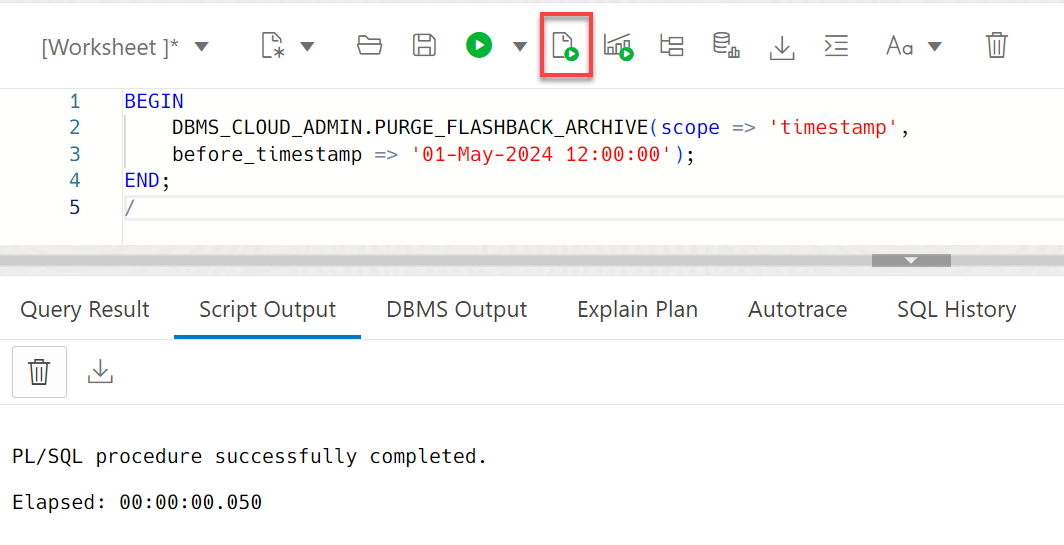 [Worksheet ]*
Aa
1 BEGIN
2     DBMS_CLOUD_ADMIN.PURGE_FLASHBACK_ARCHIVE(scope => 'timestamp',
3     before_timestamp => '01-May-2024 12:00:00');
4 END;
5 /
Query Result Script Output DBMS Output Explain Plan Autotrace SQL History
PL/SQL procedure successfully completed.
Elapsed: 00:00:00.050